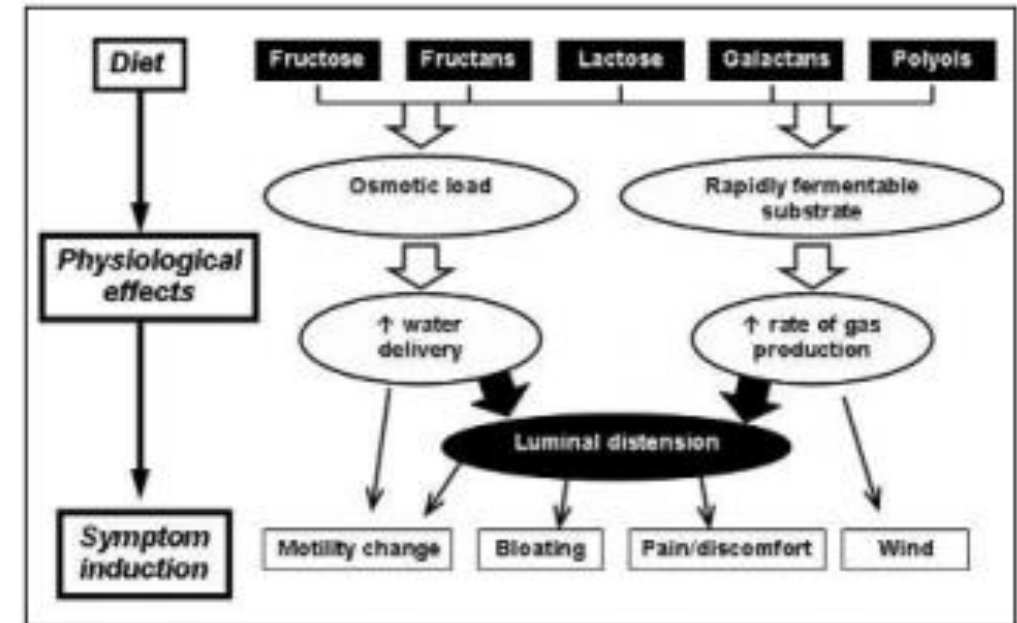 Diet
Fructose
Fructans
Lactose
Galactans
Polyols
Osmotic load
Rapidly fermentable
substrate
Physiological
effects
↑ water
delivery
↑ rate of gas
production
Luminal distension
Symptom
induction
Motility change
Bloating
Pain/discomfort
Wind